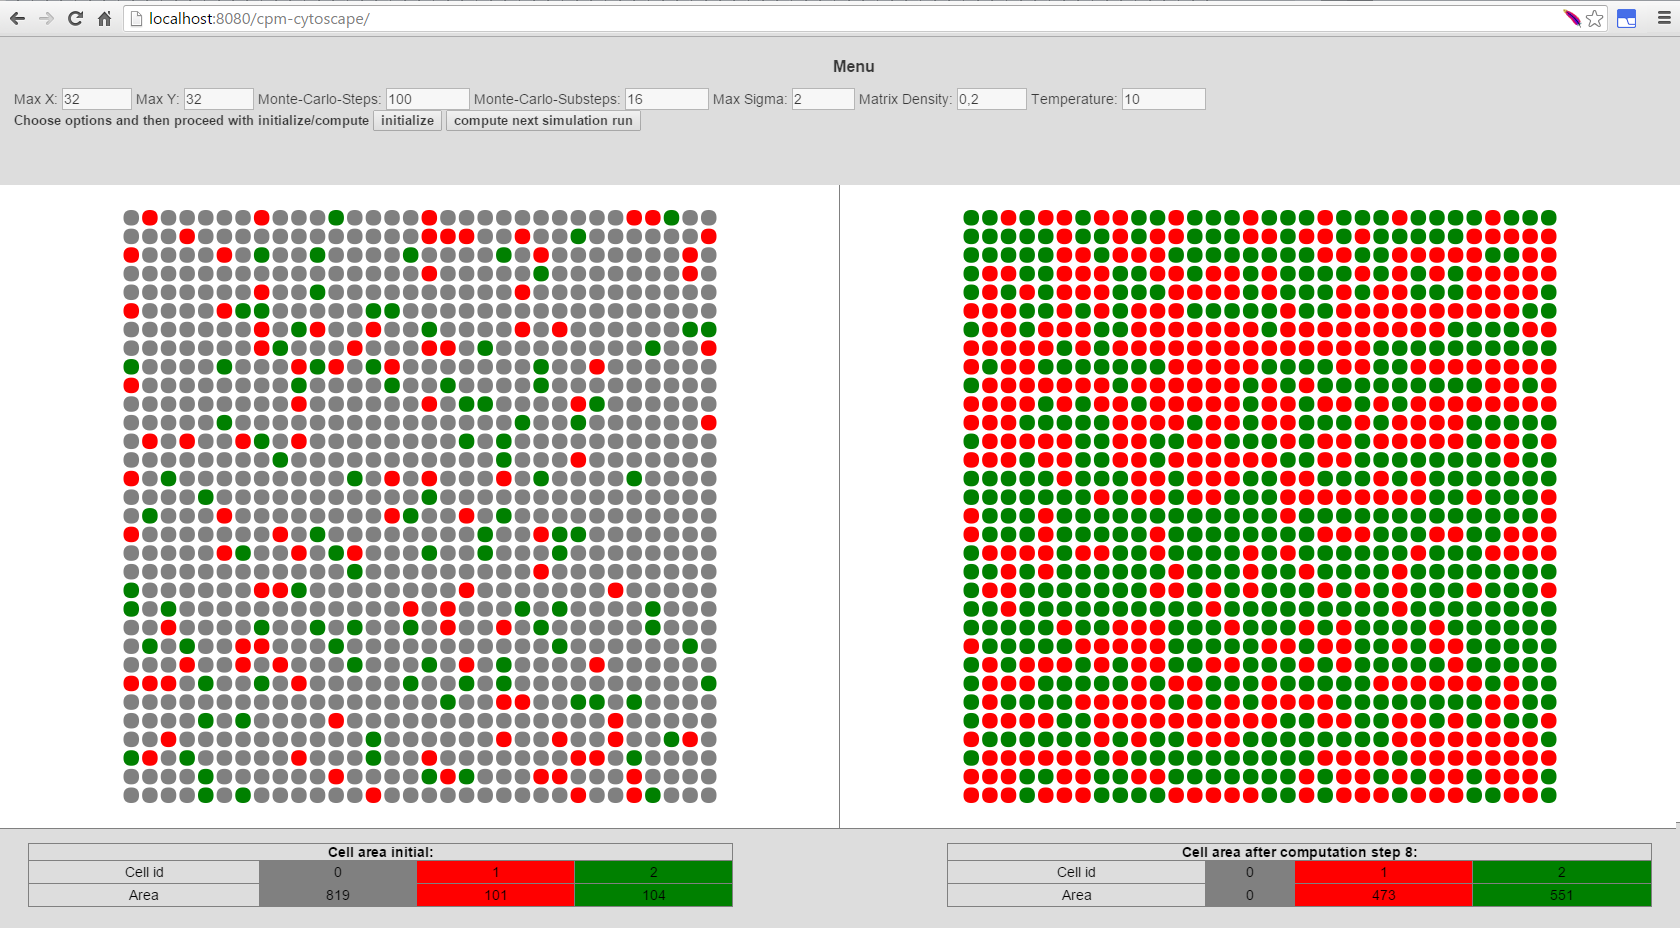 localhost:8080/cpm-cytoscape/
Menu
Max X: 32 Max Y: 32 Monte-Carlo-Steps: 100 Monte-Carlo-Substeps: 16 Max Sigma: 2 Matrix Density: 0,2 Temperature: 10
Choose options and then proceed with initialize/compute initialize compute next simulation run
Cell area initial:
Cell id 0 1 2
Area 819 101 104
Cell area after computation step 8:
Cell id 0 1 2
Area 0 473 551